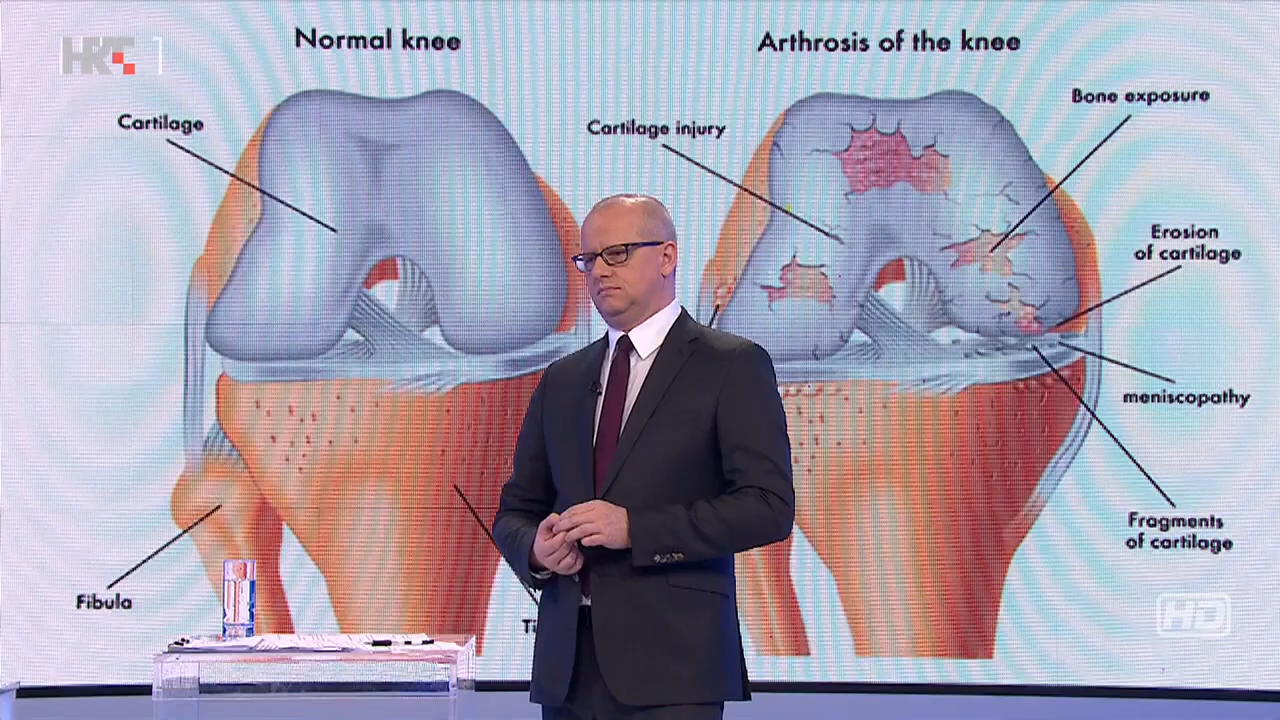 HRT 1
Normal knee
Arthrosis of the knee
Cartilage
Cartilage injury
Bone exposure
Erosion
of cartilage
meniscopathy
Fragments
of cartilage
Fibula
Ti
HD